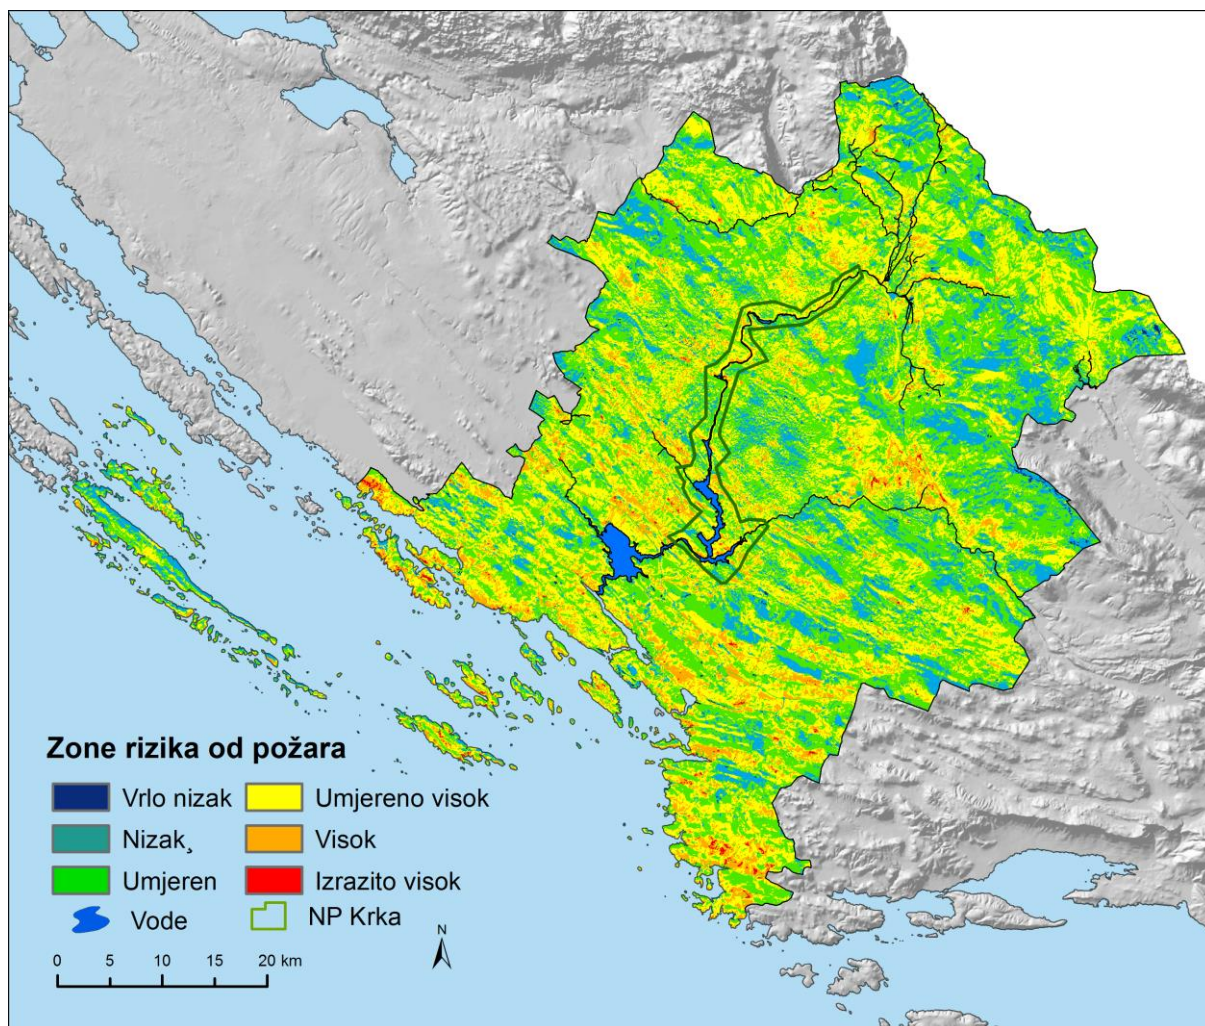 Zone rizika od požara
Vrlo nizak
Umjereno visok
Nizak¸
Visok
Umjeren
Izrazito visok
Vode
NP Krka
N
0 5 10 15 20 km